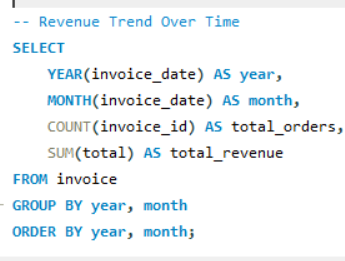 -- Revenue Trend Over Time
SELECT
    YEAR(invoice_date) AS year,
    MONTH(invoice_date) AS month,
    COUNT(invoice_id) AS total_orders,
    SUM(total) AS total_revenue
FROM invoice
GROUP BY year, month
ORDER BY year, month;